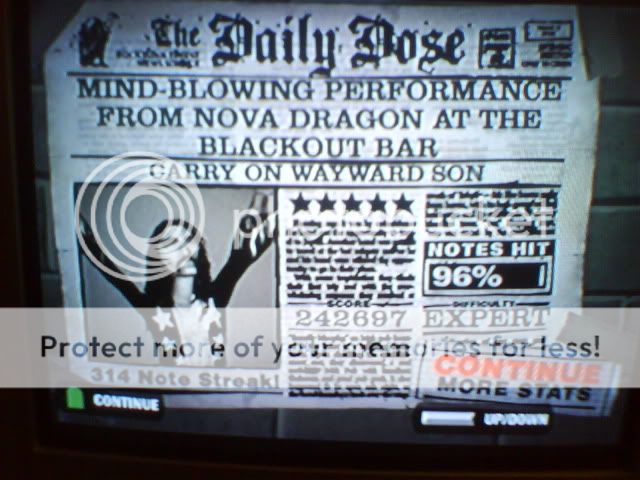 The Daily Dose
MIND-BLOWING PERFORMANCE
FROM NOVA DRAGON AT THE
BLACKOUT BAR
CARRY ON WAYWARD SON
photobucket
NOTES HIT
96%
SCORE
242697
DIFFICULTY
EXPERT
Protect more of your memories for less!
314 Note Streak!
CONTINUE
MORE STATS
CONTINUE
UP/DOWN